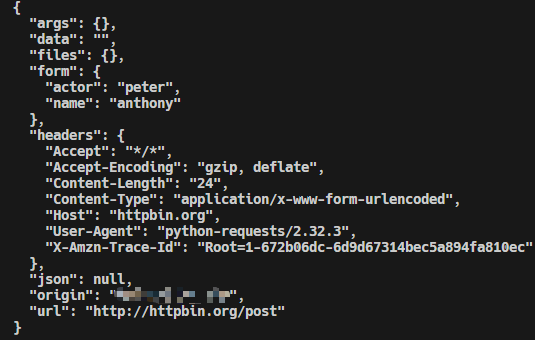 {
  "args": {},
  "data": "",
  "files": {},
  "form": {
    "actor": "peter",
    "name": "anthony"
  },
  "headers": {
    "Accept": "*/*",
    "Accept-Encoding": "gzip, deflate",
    "Content-Length": "24",
    "Content-Type": "application/x-www-form-urlencoded",
    "Host": "httpbin.org",
    "User-Agent": "python-requests/2.32.3",
    "X-Amzn-Trace-Id": "Root=1-672b06dc-6d9d67314bec5a894fa810ec"
  },
  "json": null,
  "origin": "",
  "url": "http://httpbin.org/post"
}